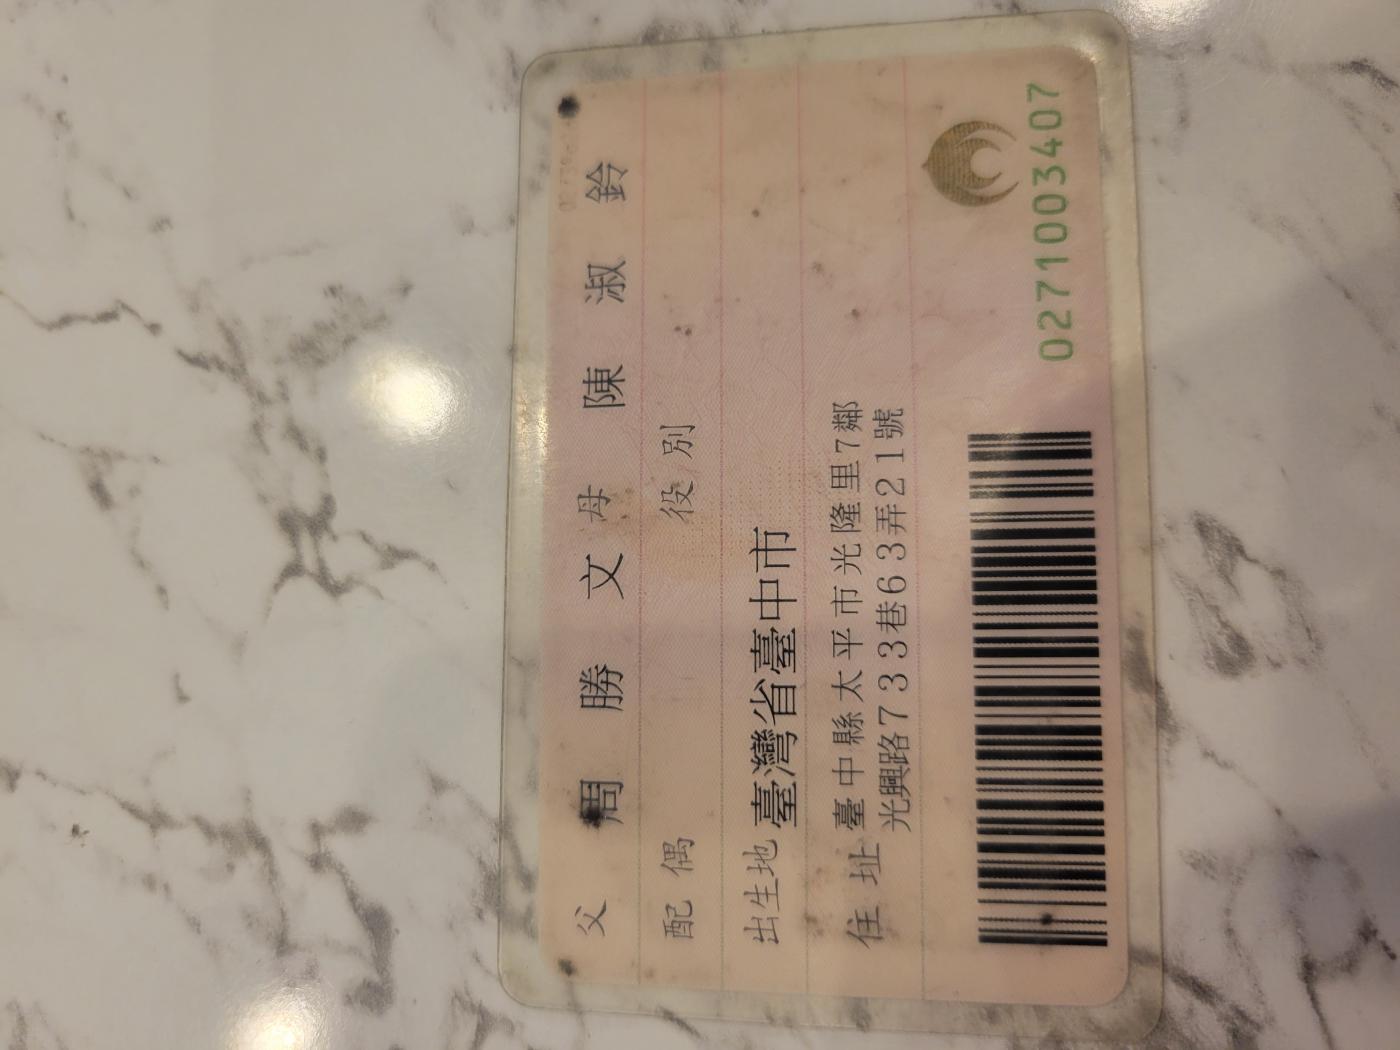 父 周勝文 母 陳淑鈴
配偶 役別
出生地 臺灣省臺中市
住址 臺中縣太平市光隆里7鄰
光興路733巷63弄21號
0271003407